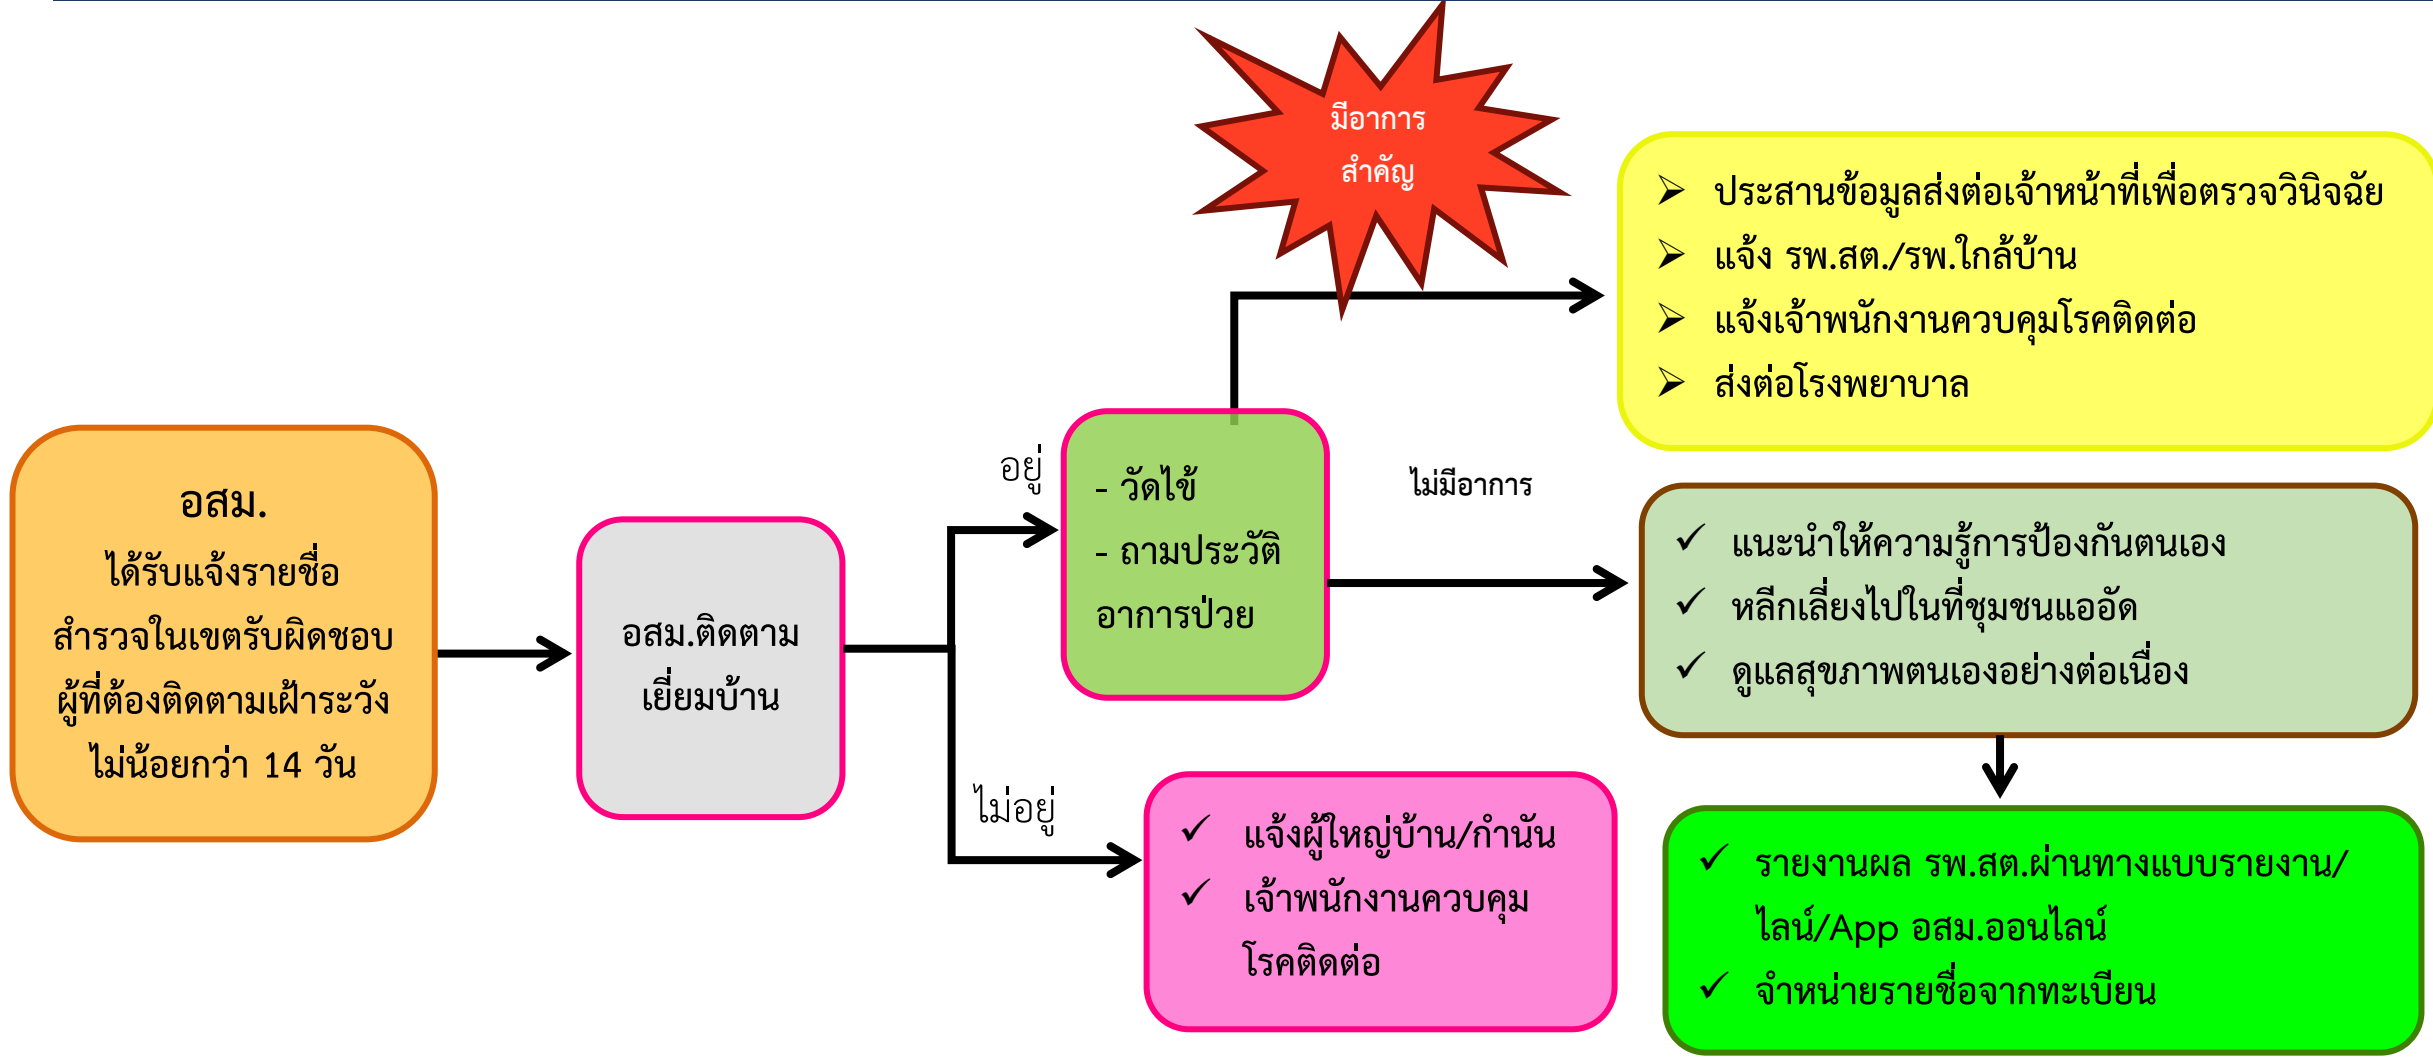 อสม.
ได้รับแจ้งรายชื่อ
สำรวจในเขตรับผิดชอบ
ผู้ที่ต้องติดตามเฝ้าระวัง
ไม่น้อยกว่า 14 วัน
อสม.ติดตาม
เยี่ยมบ้าน
อยู่
- วัดไข้
- ถามประวัติ
อาการป่วย
มีอาการ
สำคัญ
➢ ประสานข้อมูลส่งต่อเจ้าหน้าที่เพื่อตรวจวินิจฉัย
➢ แจ้ง รพ.สต./รพ.ใกล้บ้าน
➢ แจ้งเจ้าพนักงานควบคุมโรคติดต่อ
➢ ส่งต่อโรงพยาบาล
ไม่มีอาการ
✓ แนะนำให้ความรู้การป้องกันตนเอง
✓ หลีกเลี่ยงไปในที่ชุมชนแออัด
✓ ดูแลสุขภาพตนเองอย่างต่อเนื่อง
ไม่อยู่
✓ แจ้งผู้ใหญ่บ้าน/กำนัน
✓ เจ้าพนักงานควบคุม
โรคติดต่อ
✓ รายงานผล รพ.สต.ผ่านทางแบบรายงาน/
ไลน์/App อสม.ออนไลน์
✓ จำหน่ายรายชื่อจากทะเบียน